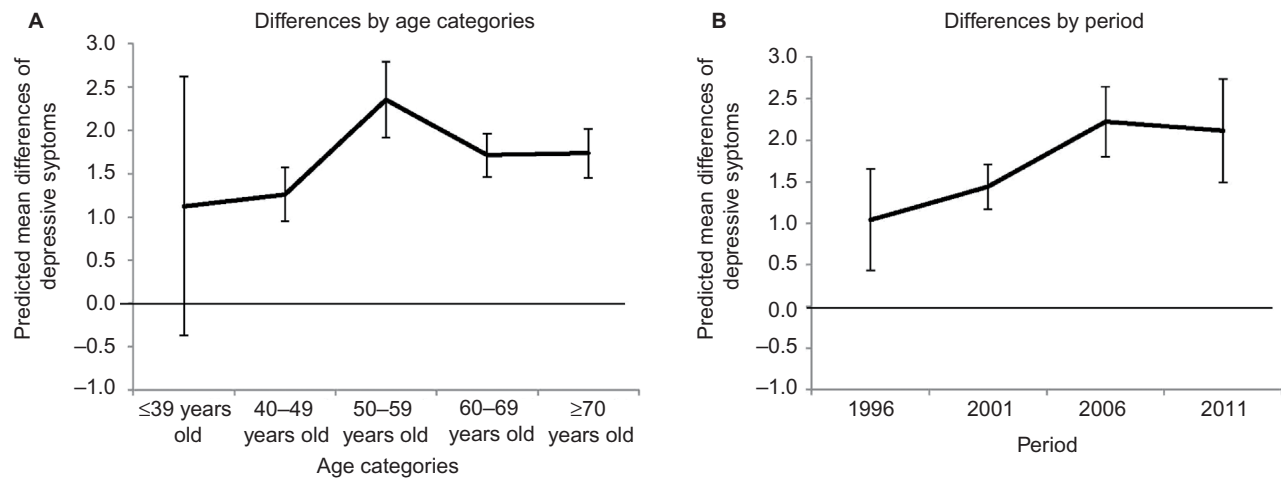 A
Differences by age categories
Predicted mean differences of
depressive syptoms
3.0
2.5
2.0
1.5
1.0
0.5
0.0
–0.5
–1.0
≤39 years
old
40–49
years old
50–59
years old
60–69
years old
≥70
years old
Age categories
B
Differences by period
Predicted mean differences of
depressive syptoms
3.0
2.5
2.0
1.5
1.0
0.5
0.0
–0.5
–1.0
1996
2001
2006
2011
Period